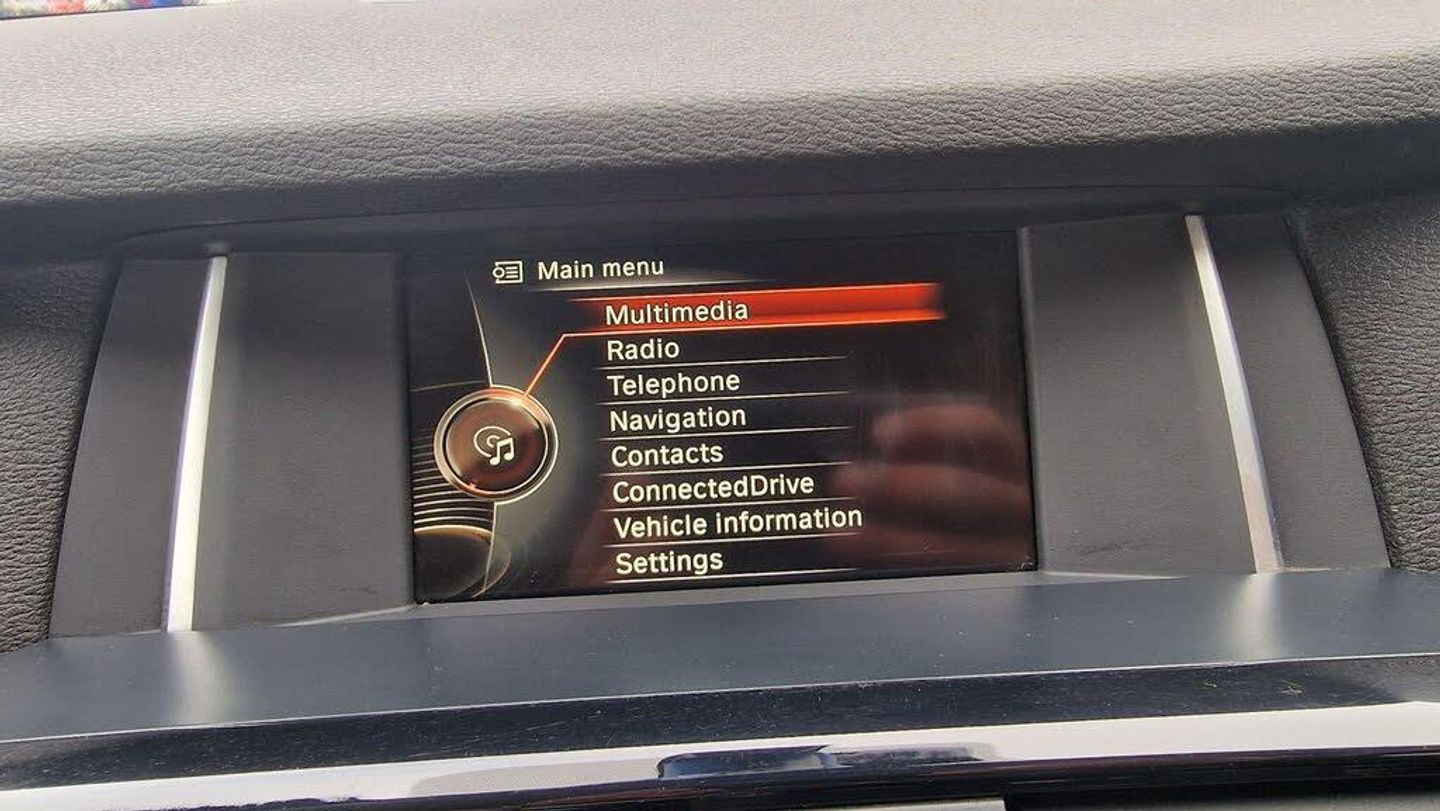 Main menu
Multimedia
Radio
Telephone
Navigation
Contacts
ConnectedDrive
Vehicle information
Settings